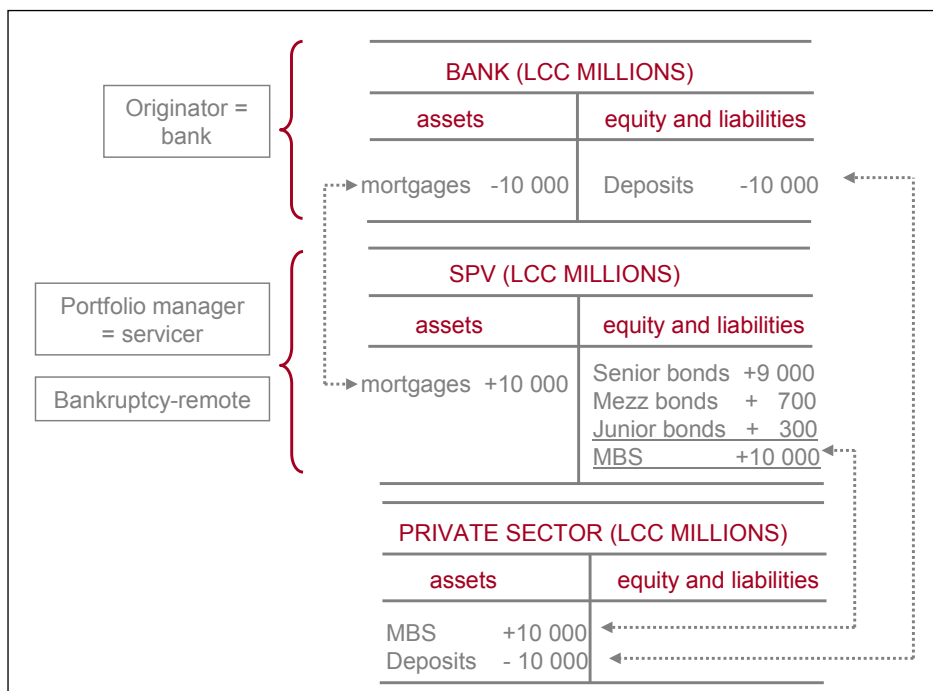 BANK (LCC MILLIONS)
Originator =
bank
assets equity and liabilities
mortgages -10 000 Deposits -10 000
SPV (LCC MILLIONS)
Portfolio manager
= servicer
Bankruptcy-remote
assets equity and liabilities
mortgages +10 000
Senior bonds +9 000
Mezz bonds + 700
Junior bonds + 300
MBS +10 000
PRIVATE SECTOR (LCC MILLIONS)
assets equity and liabilities
MBS +10 000
Deposits - 10 000